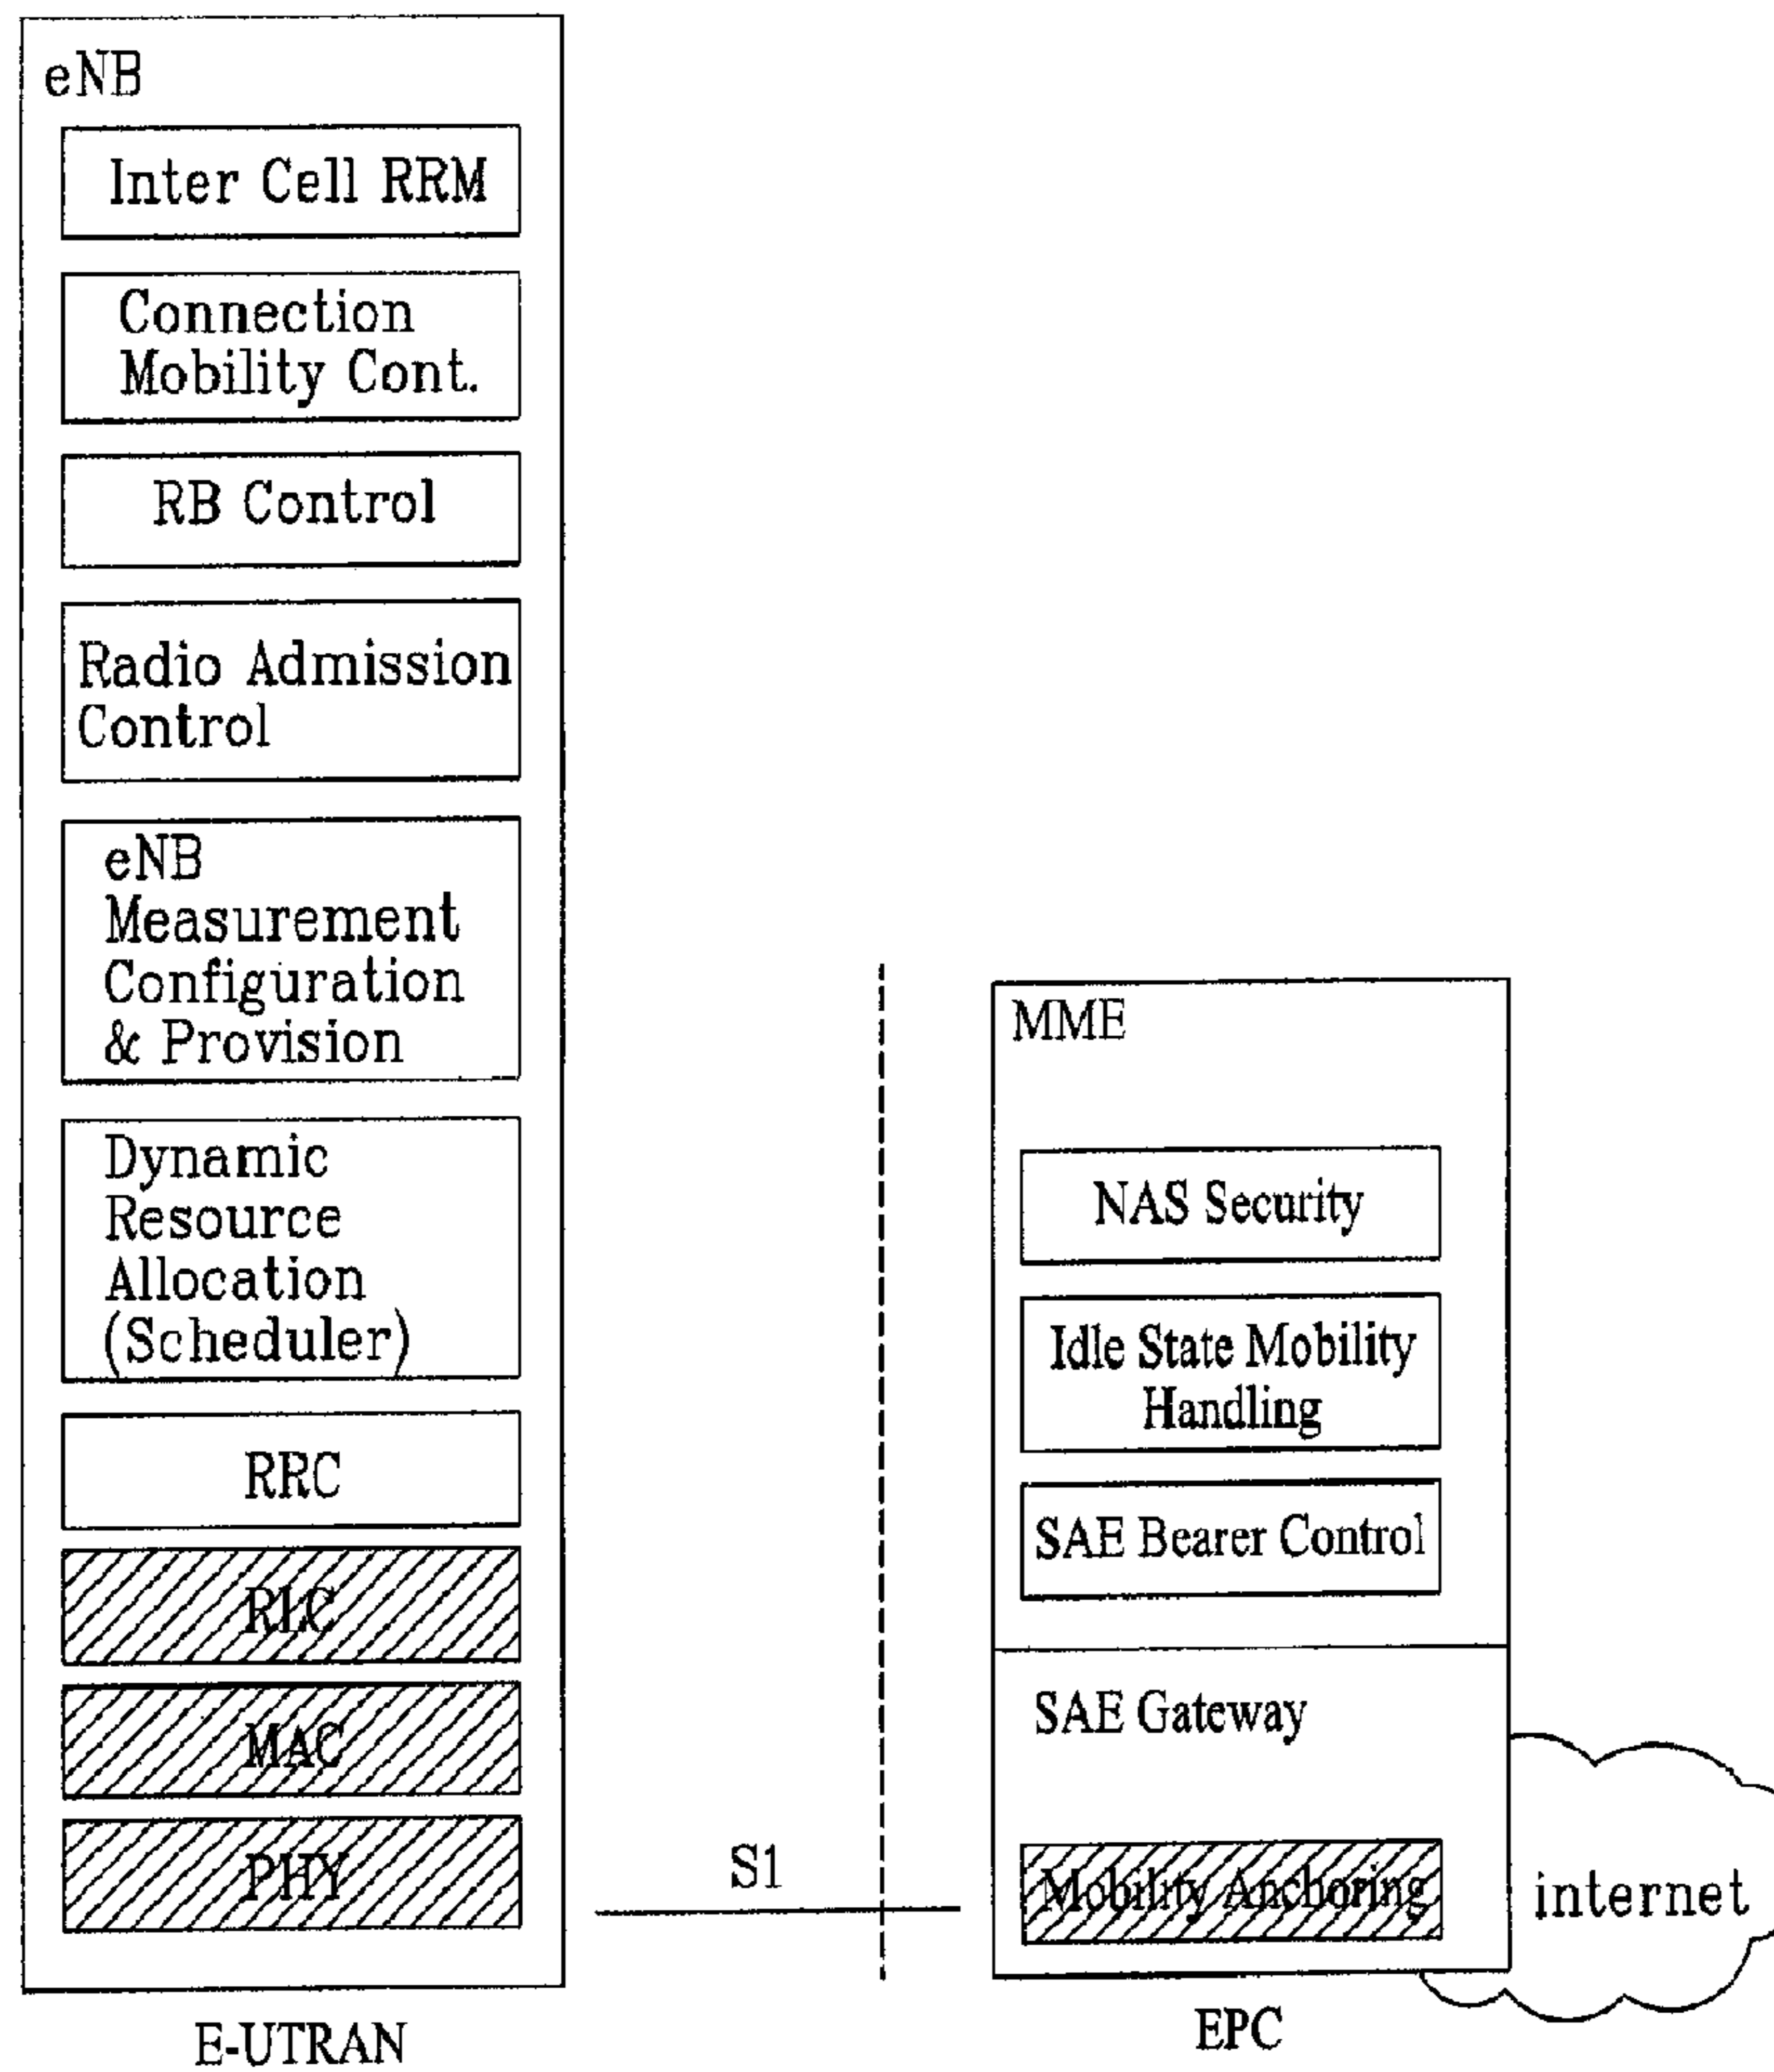 eNB
Inter Cell RRM
Connection
Mobility Cont.
RB Control
Radio Admission
Control
eNB
Measurement
Configuration
& Provision
Dynamic
Resource
Allocation
(Scheduler)
RRC
RLC
MAC
PHY
E-UTRAN
S1
MME
NAS Security
Idle State Mobility
Handling
SAE Bearer Control
SAE Gateway
Mobility Anchoring
EPC
internet